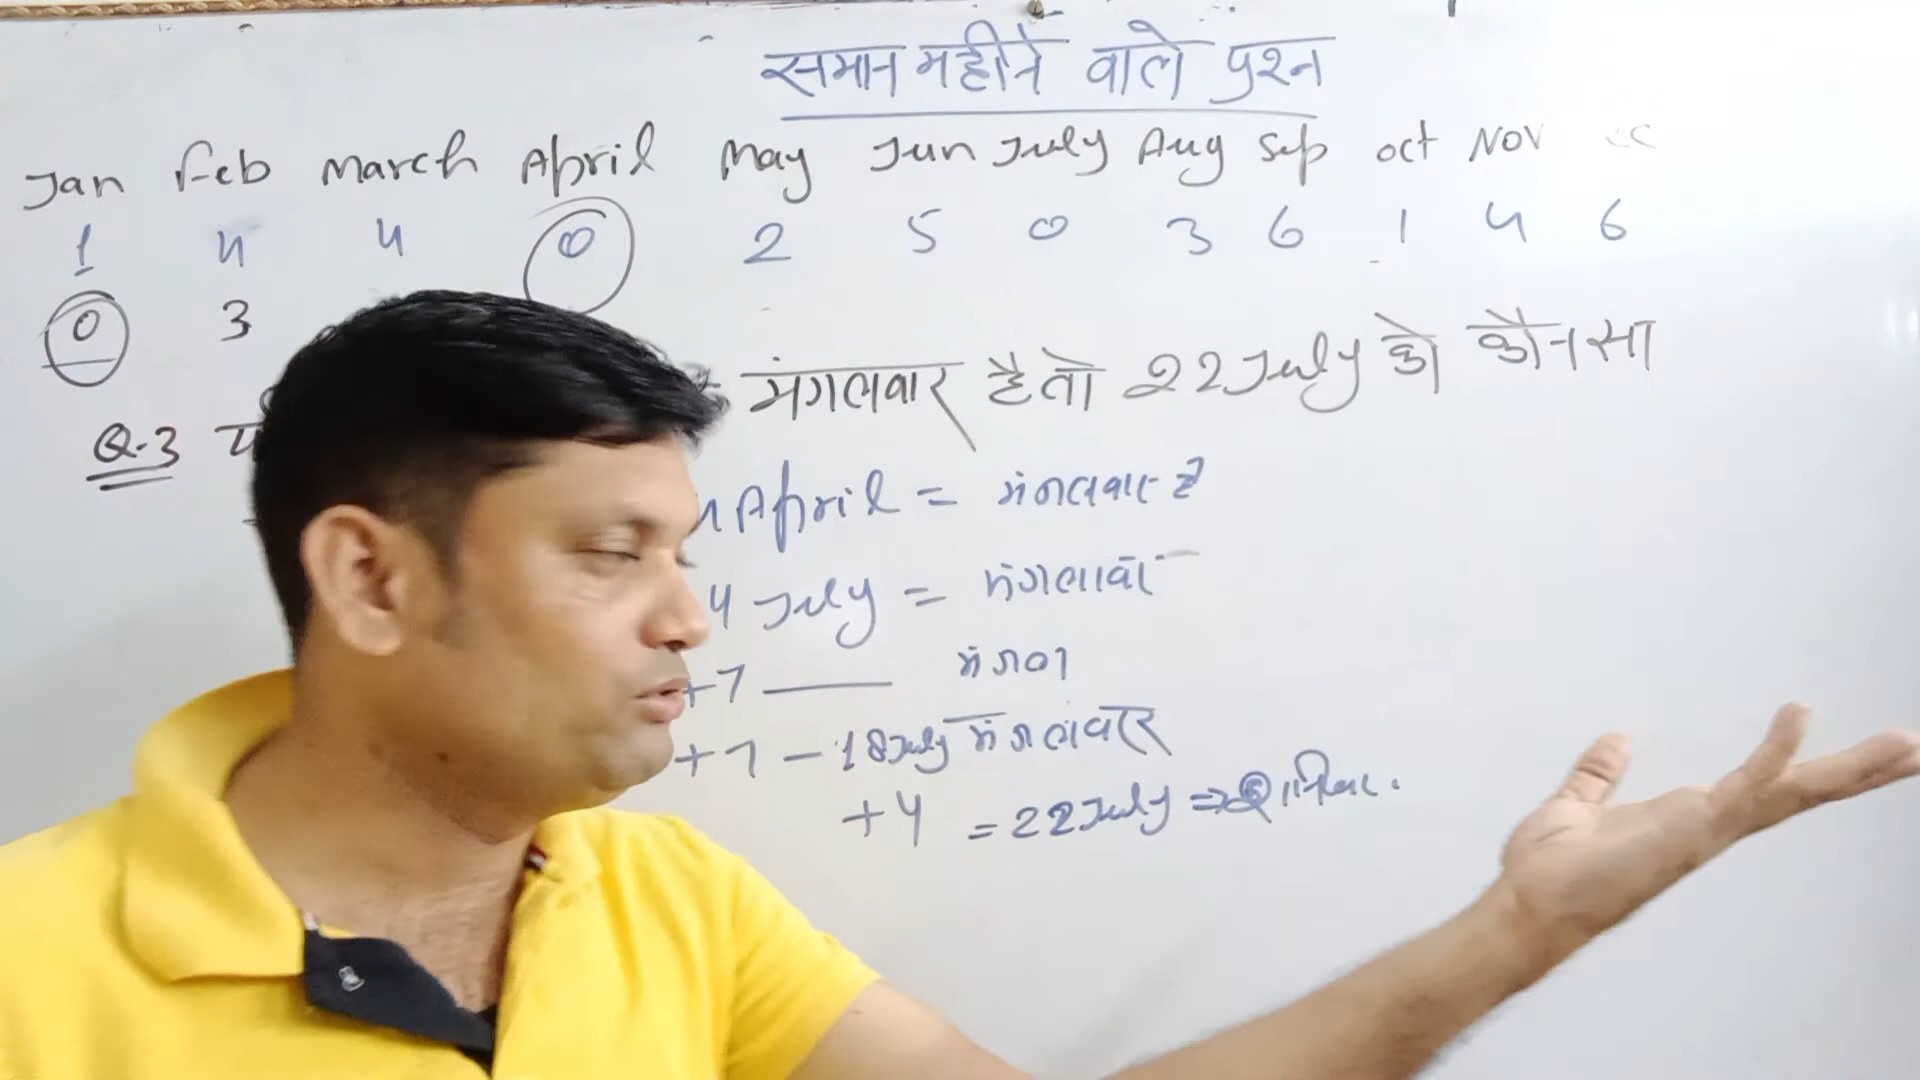 समान महीने वाले प्रश्न
Jan Feb March April May Jun July Aug Sep oct Nov
1 4 4 0 2 5 0 3 6 1 4 6
0 3
Q.3 मंगलवार है तो 22 July को कौन सा
April = मंगलवार है
4 July = मंगलवार
+7 — मंगल
+7 – 18 July मंगलवार
+4 = 22 July ⇒ शनिवार.